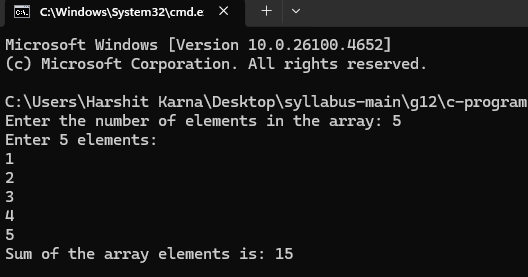 C:\Windows\System32\cmd.e
Microsoft Windows [Version 10.0.26100.4652]
(c) Microsoft Corporation. All rights reserved.
C:\Users\Harshit Karna\Desktop\syllabus-main\g12\c-program
Enter the number of elements in the array: 5
Enter 5 elements:
1
2
3
4
5
Sum of the array elements is: 15